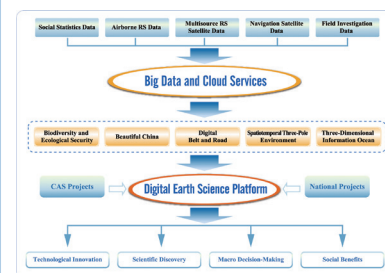 Social Statistics Data
Airborne RS Data
Multisource RS
Satellite Data
Navigation Satellite
Data
Field Investigation
Data
Big Data and Cloud Services
Biodiversity and
Ecological Security
Beautiful China
Digital
Belt and Road
Spatiotemporal Three-Pole
Environment
Three-Dimensional
Information Ocean
CAS Projects
Digital Earth Science Platform
National Projects
Technological Innovation
Scientific Discovery
Macro Decision-Making
Social Benefits